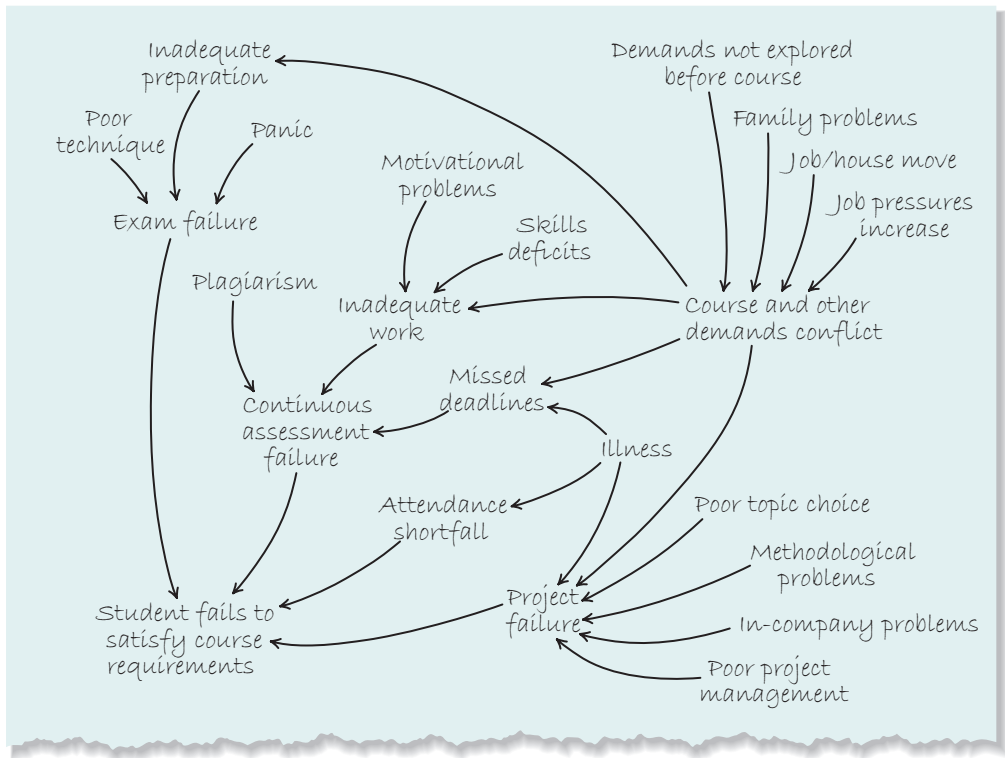 Inadequate
preparation
Demands not explored
before course
Poor
technique
Panic
Family problems
Job/house move
Motivational
problems
Job pressures
increase
Exam failure
Skills
deficits
Plagiarism
Inadequate
work
Course and other
demands conflict
Missed
deadlines
Continuous
assessment
failure
Illness
Attendance
shortfall
Poor topic choice
Methodological
problems
Student fails to
satisfy course
requirements
Project
failure
In-company problems
Poor project
management